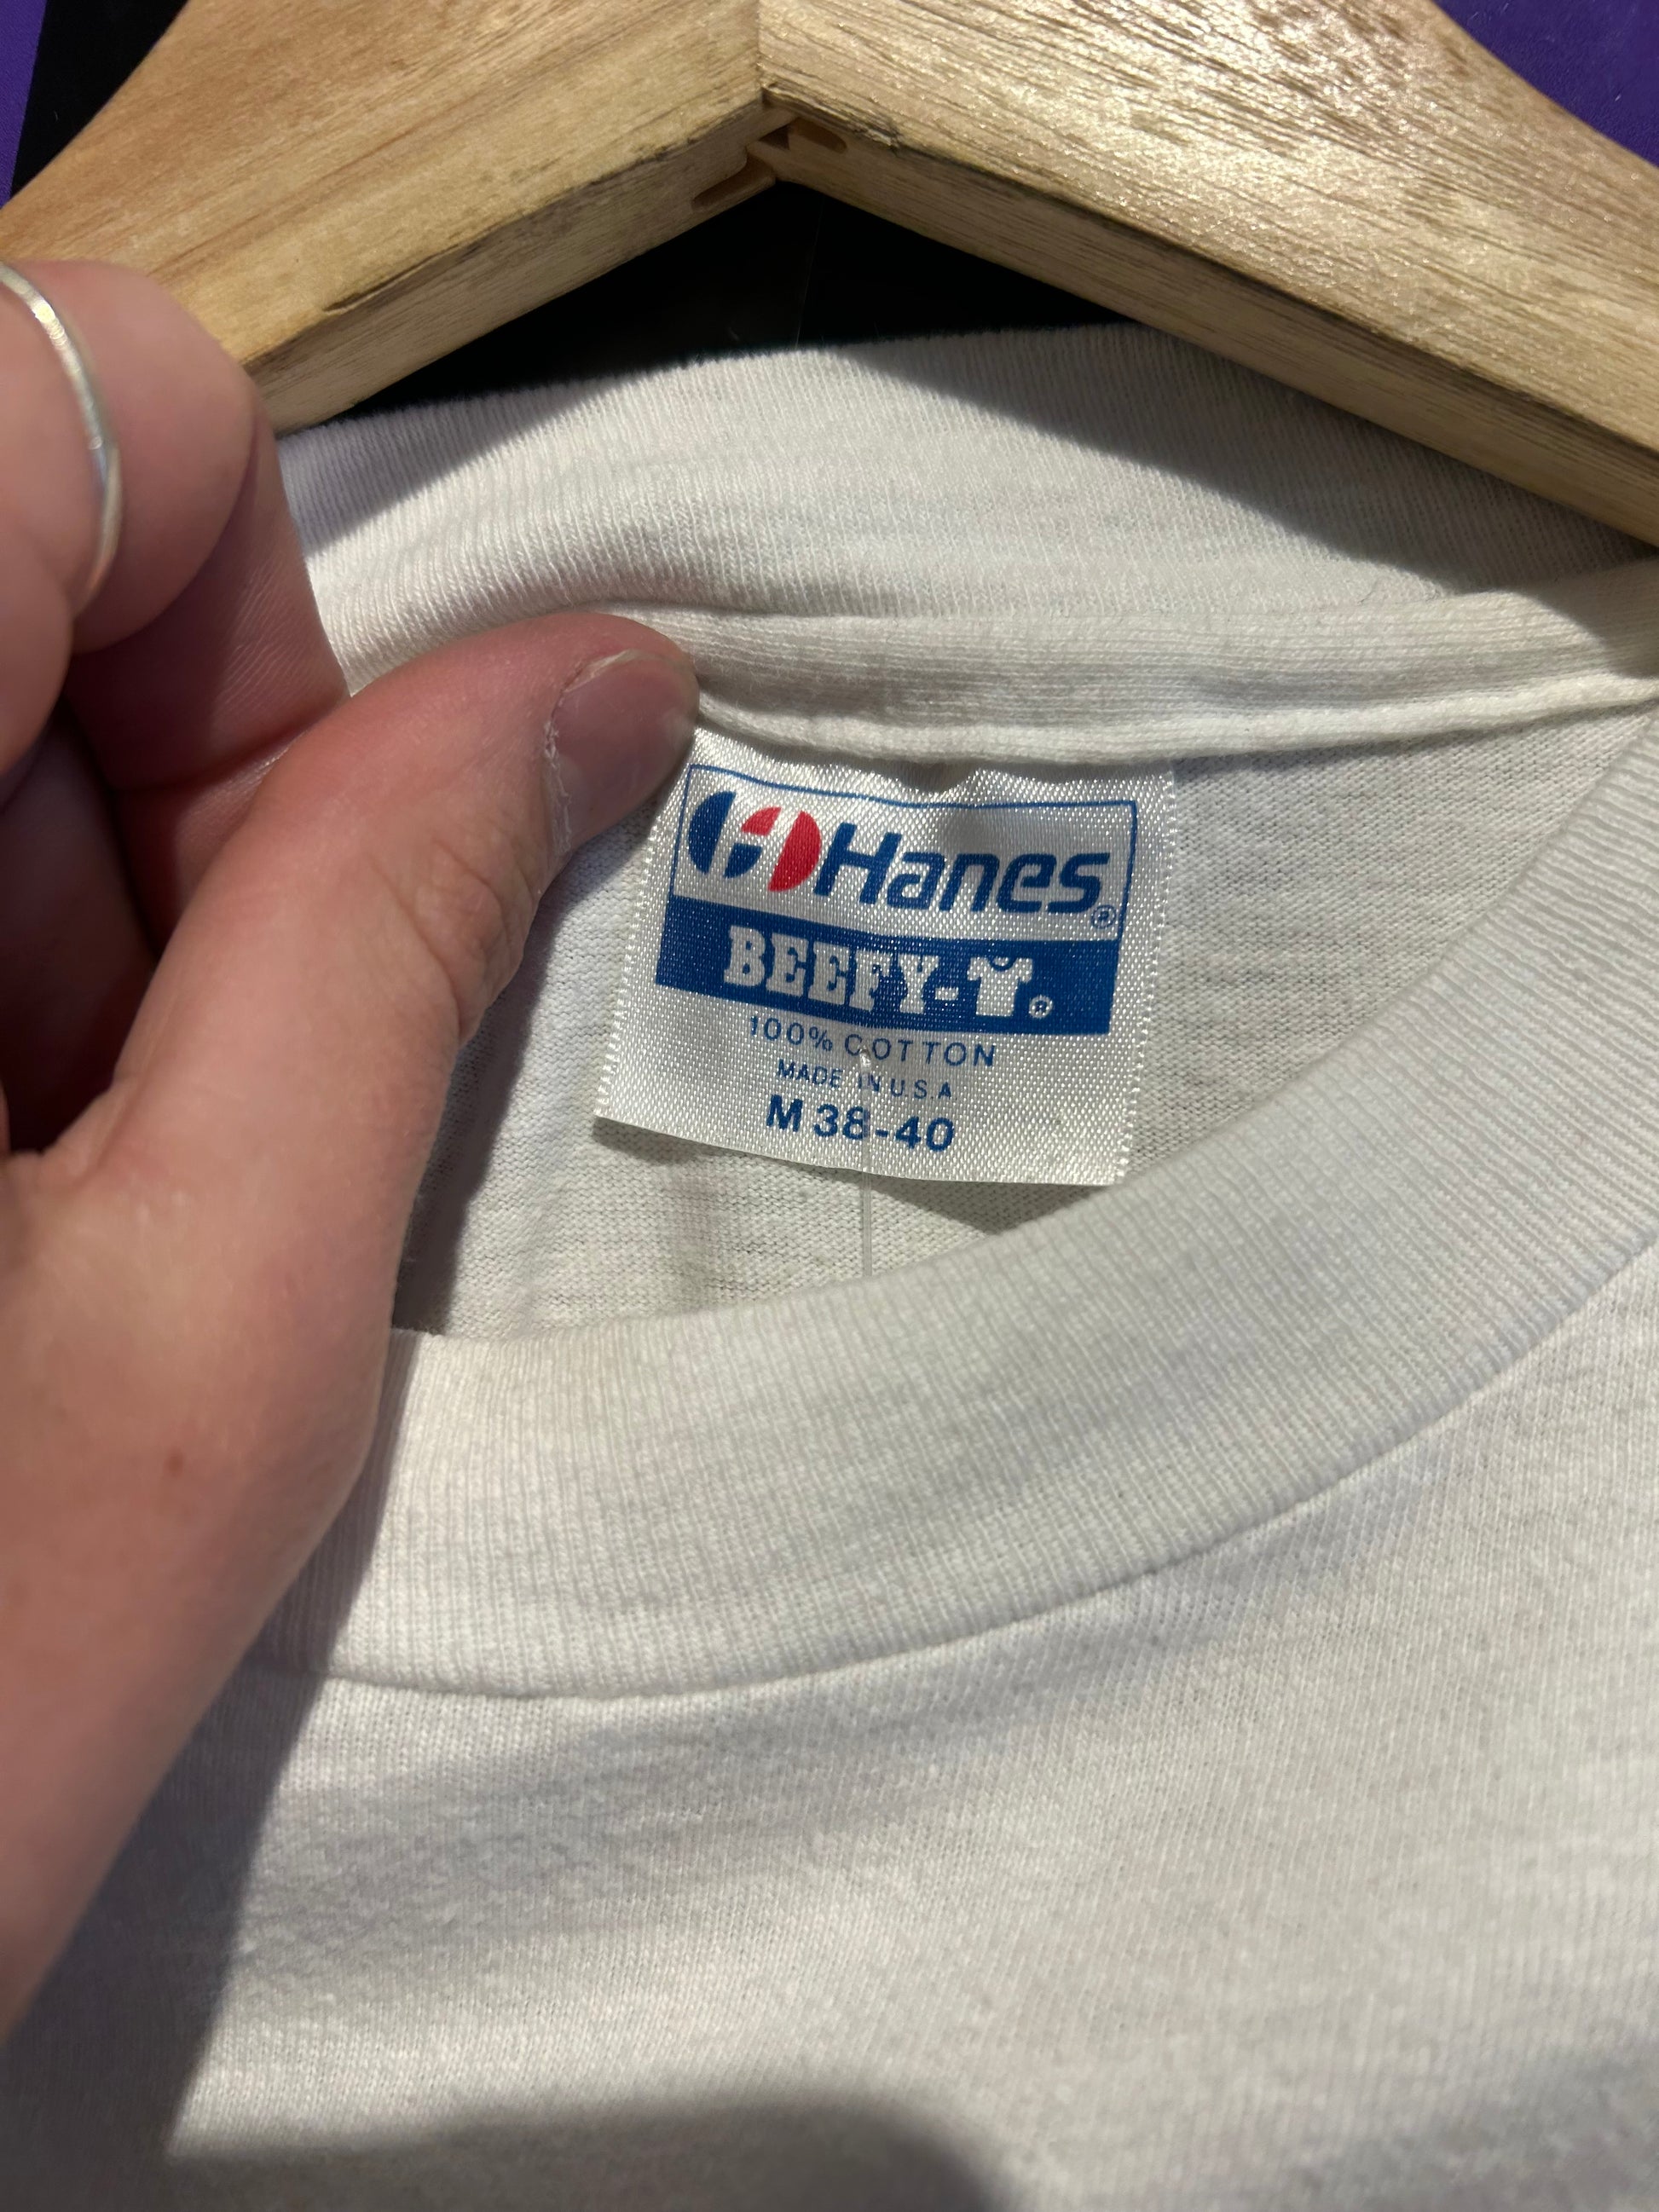 Hanes®
BEEFY-T®
100% COTTON
MADE IN U.S.A
M 38-40